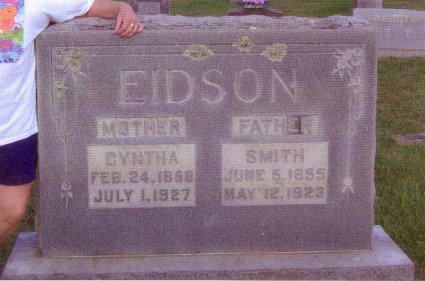 EIDSON
MOTHER FATHER
CYNTHA SMITH
FEB. 24, 1858 JUNE 5, 1855
JULY 1, 1927 MAY 12, 1923